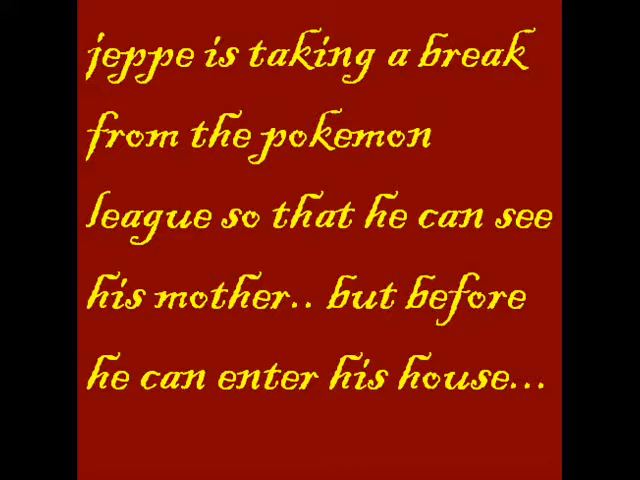 jeppe is taking a break
from the pokemon
league so that he can see
his mother.. but before
he can enter his house...